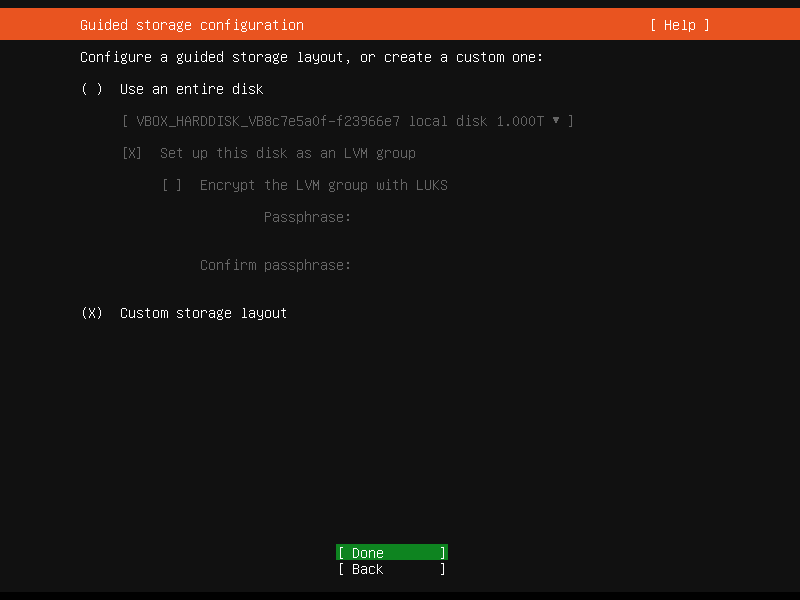 Guided storage configuration [ Help ]
Configure a guided storage layout, or create a custom one:
( ) Use an entire disk
[ VBOX_HARDDISK_VB8c7e5a0f-f23966e7 local disk 1.000T ▾ ]
[X] Set up this disk as an LVM group
[ ] Encrypt the LVM group with LUKS
Passphrase:
Confirm passphrase:
(X) Custom storage layout
[ Done ]
[ Back ]